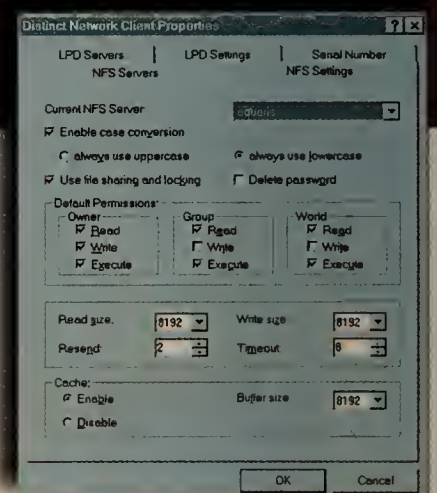 Distinct Network Client Properties
LPD Servers LPD Settings Serial Number
NFS Servers NFS Settings
Current NFS Server aquaris
Enable case conversion
always use uppercase always use lowercase
Use file sharing and locking Delete password
Default Permissions:
Owner Group World
Read Read Read
Write Write Write
Execute Execute Execute
Read size: 8192 Write size 8192
Resend: 2 Timeout 6
Cache:
Enable Buffer size 8192
Disable
OK Cancel